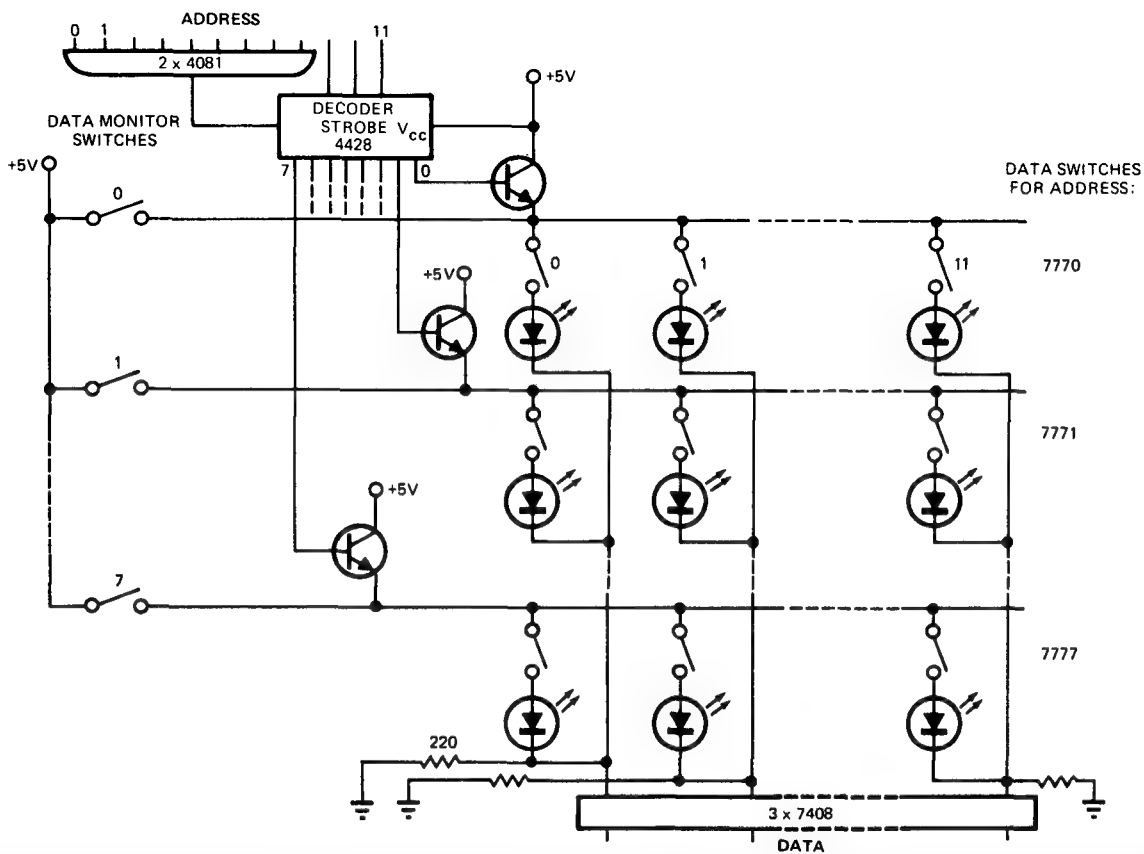 ADDRESS
0 1 11
2 x 4081
+5V
DECODER
STROBE VCC
4428
DATA MONITOR
SWITCHES
7 0
+5V
DATA SWITCHES
FOR ADDRESS:
0
0 1 11
7770
+5V
1
7771
+5V
7
7777
220
3 x 7408
DATA